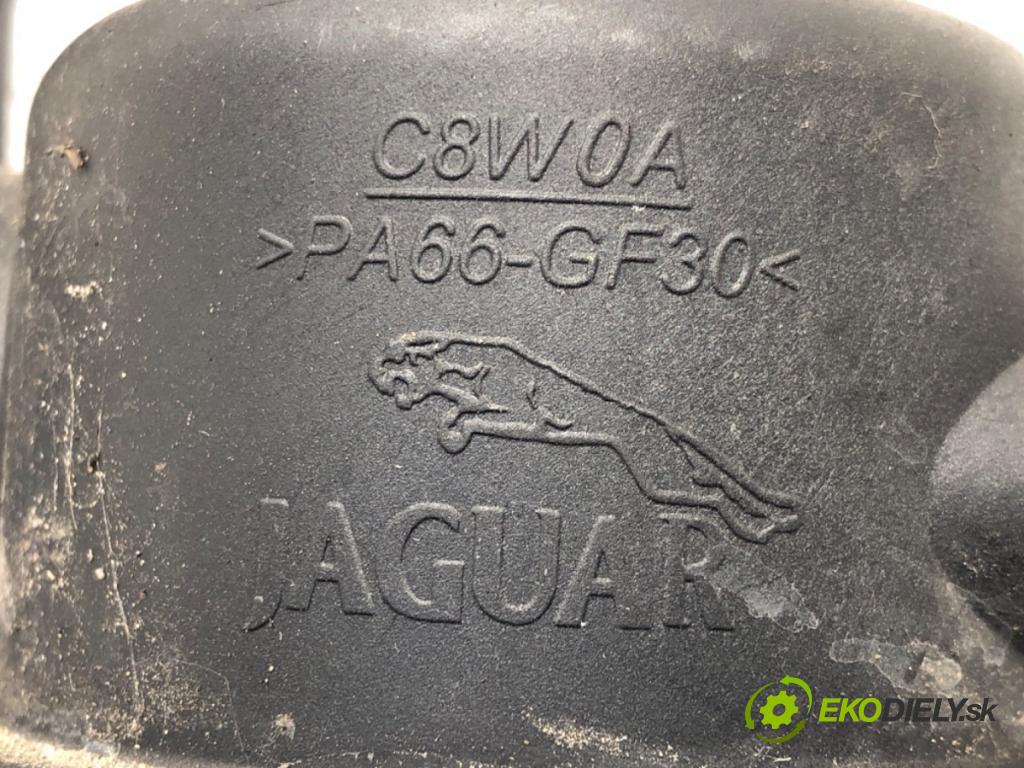 C8W0A
>PA66-GF30<
JAGUAR
EKODIELY.sk